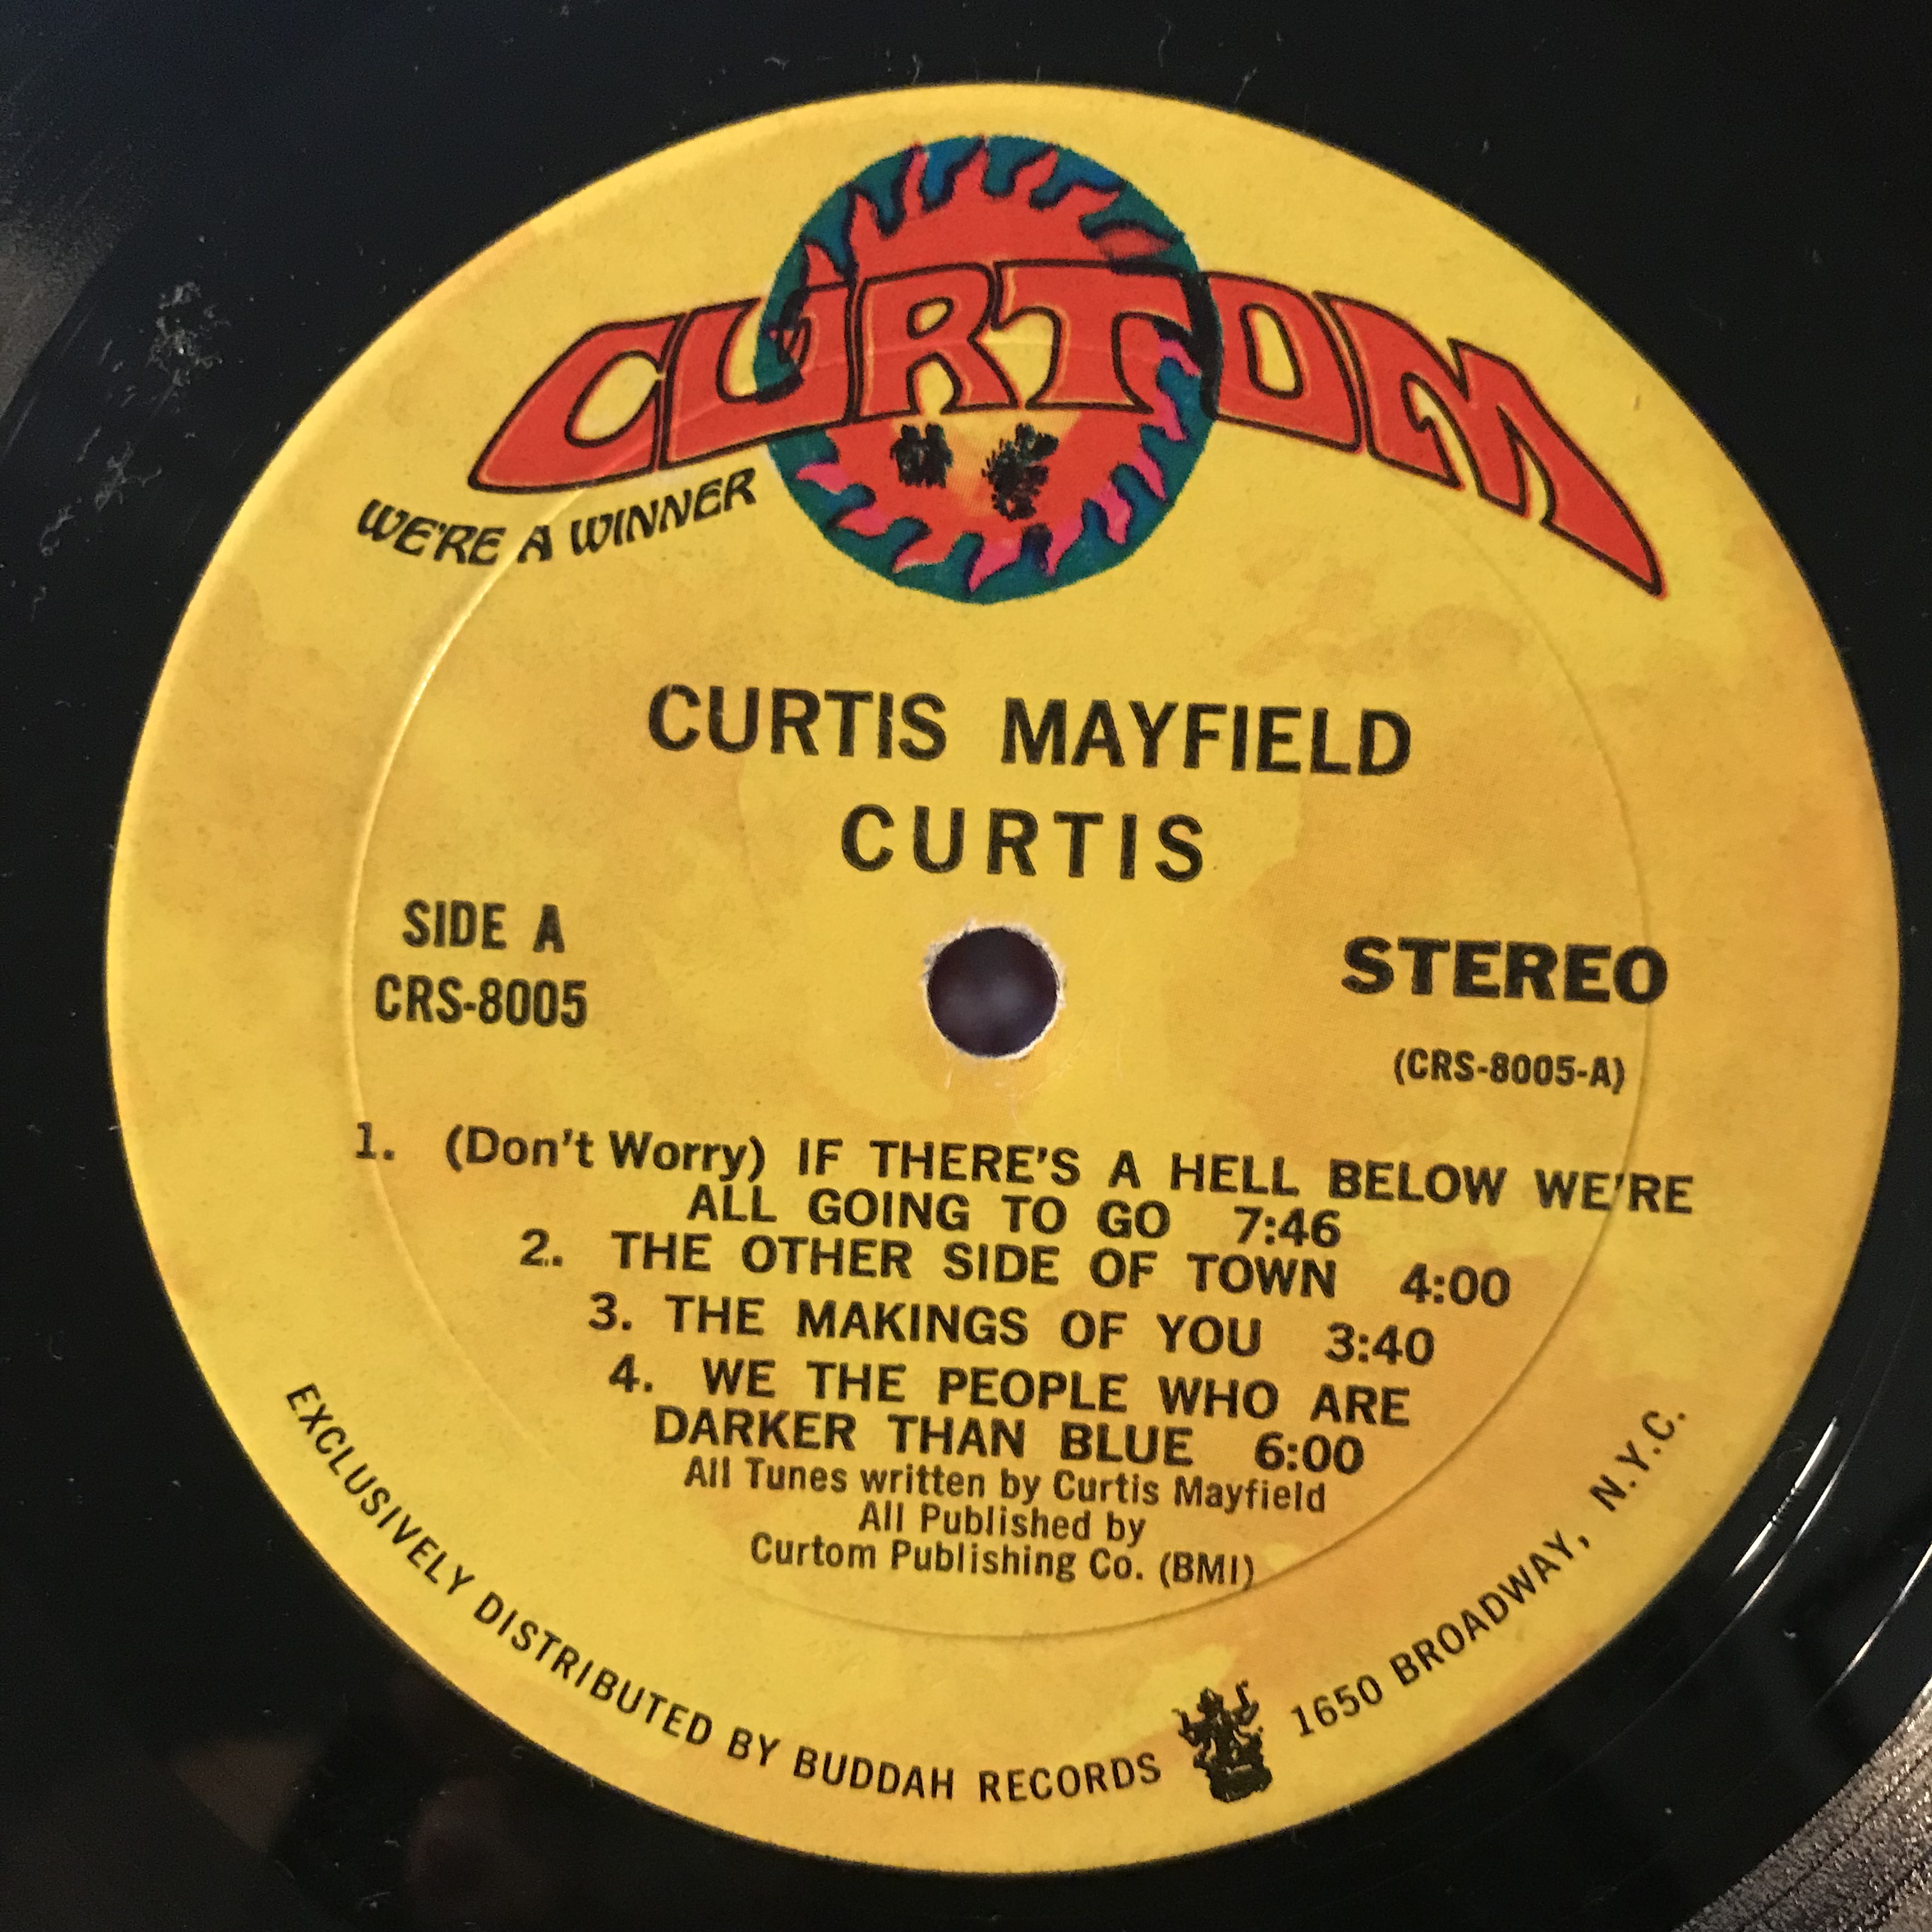 CURTOM
WE'RE A WINNER
CURTIS MAYFIELD
CURTIS
SIDE A
CRS-8005
STEREO
(CRS-8005-A)
1. (Don't Worry) IF THERE'S A HELL BELOW WE'RE
ALL GOING TO GO 7:46
2. THE OTHER SIDE OF TOWN 4:00
3. THE MAKINGS OF YOU 3:40
4. WE THE PEOPLE WHO ARE
DARKER THAN BLUE 6:00
All Tunes written by Curtis Mayfield
All Published by
Curtom Publishing Co. (BMI)
EXCLUSIVELY DISTRIBUTED BY BUDDAH RECORDS 1650 BROADWAY, N.Y.C.